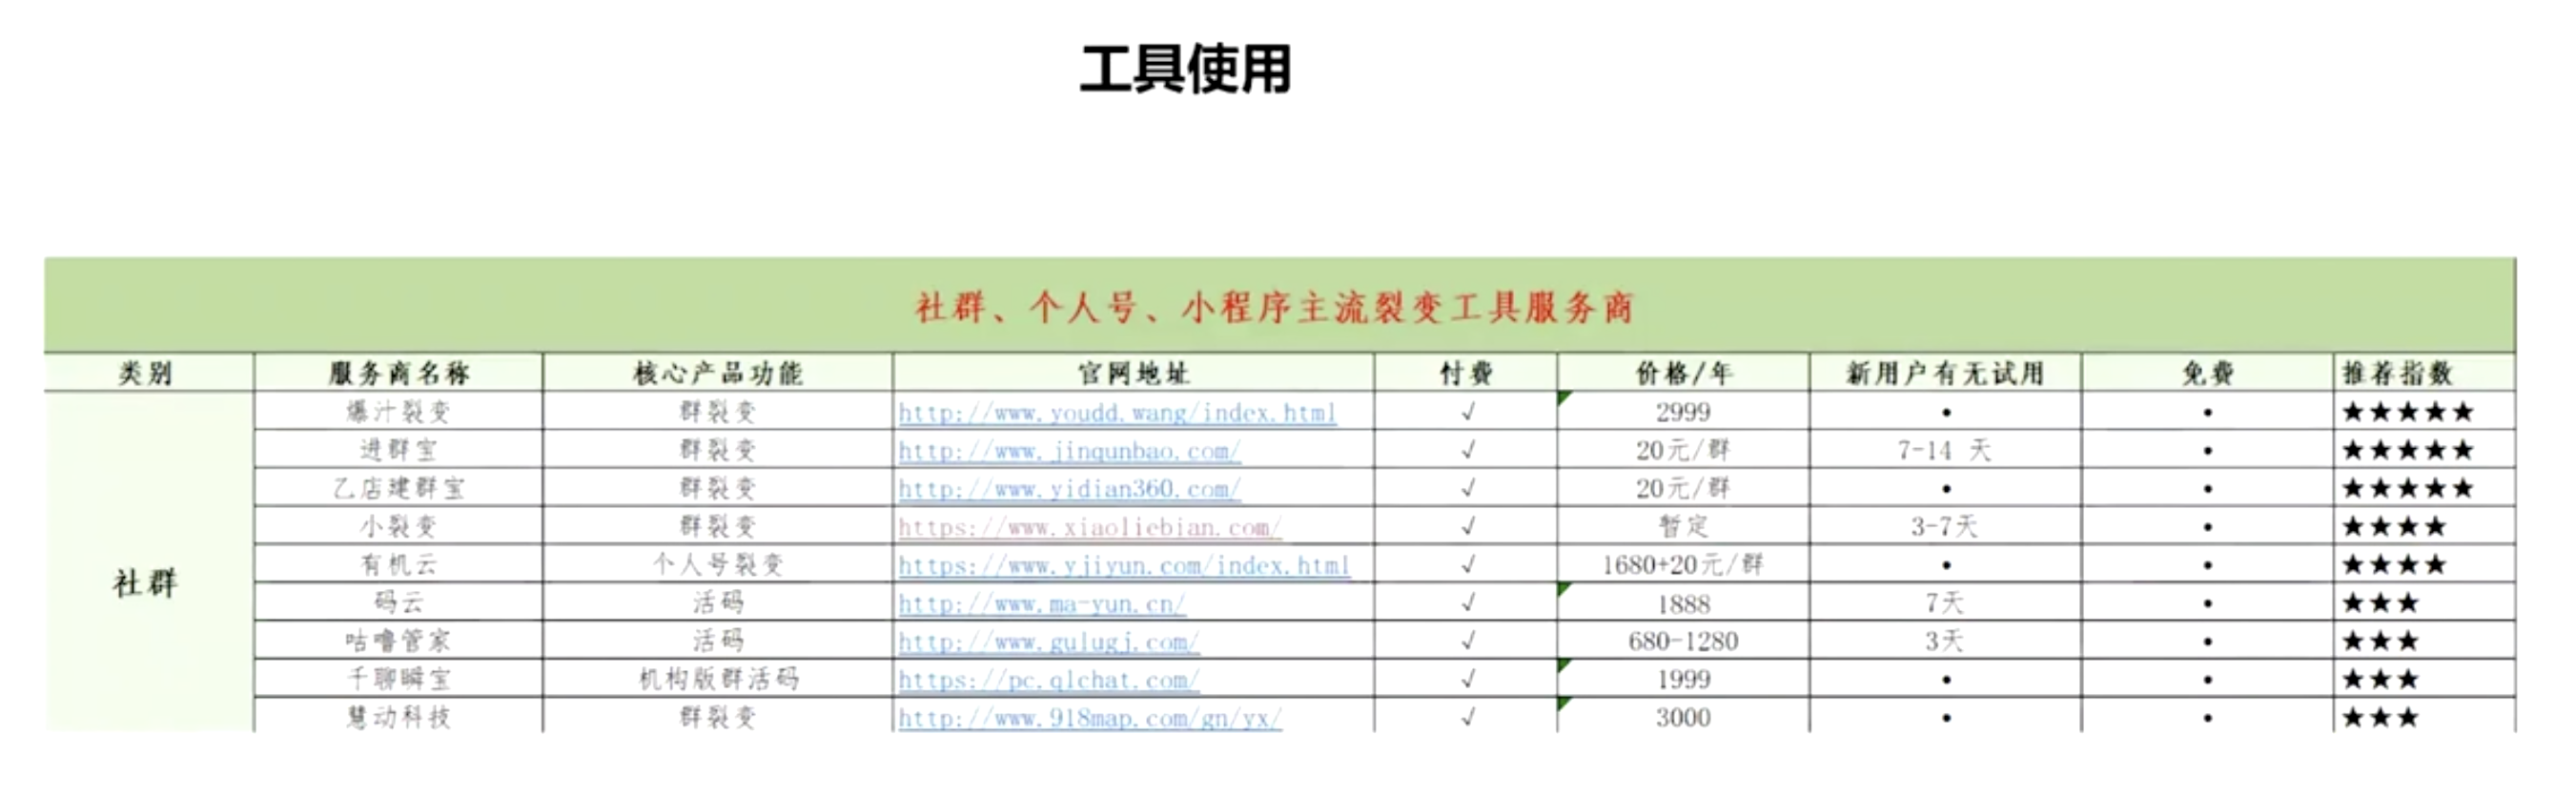 工具使用
社群、个人号、小程序主流裂变工具服务商
类别 服务商名称 核心产品功能 官网地址 付费 价格/年 新用户有无试用 免费 推荐指数
社群
爆汁裂变 群裂变 http://www.youdd.wang/index.html √ 2999 • • ★★★★★
进群宝 群裂变 http://www.jinqunbao.com/ √ 20元/群 7-14 天 • ★★★★★
乙店建群宝 群裂变 http://www.yidian360.com/ √ 20元/群 • • ★★★★★
小裂变 群裂变 https://www.xiaoliebian.com/ √ 暂定 3-7天 • ★★★★
有机云 个人号裂变 https://www.yjiyun.com/index.html √ 1680+20元/群 • • ★★★★
码云 活码 http://www.ma-yun.cn/ √ 1888 7天 • ★★★
咕噜管家 活码 http://www.gulugj.com/ √ 680-1280 3天 • ★★★
千聊瞬宝 机构版群活码 https://pc.qlchat.com/ √ 1999 • • ★★★
慧动科技 群裂变 http://www.918map.com/gn/yx/ √ 3000 • • ★★★